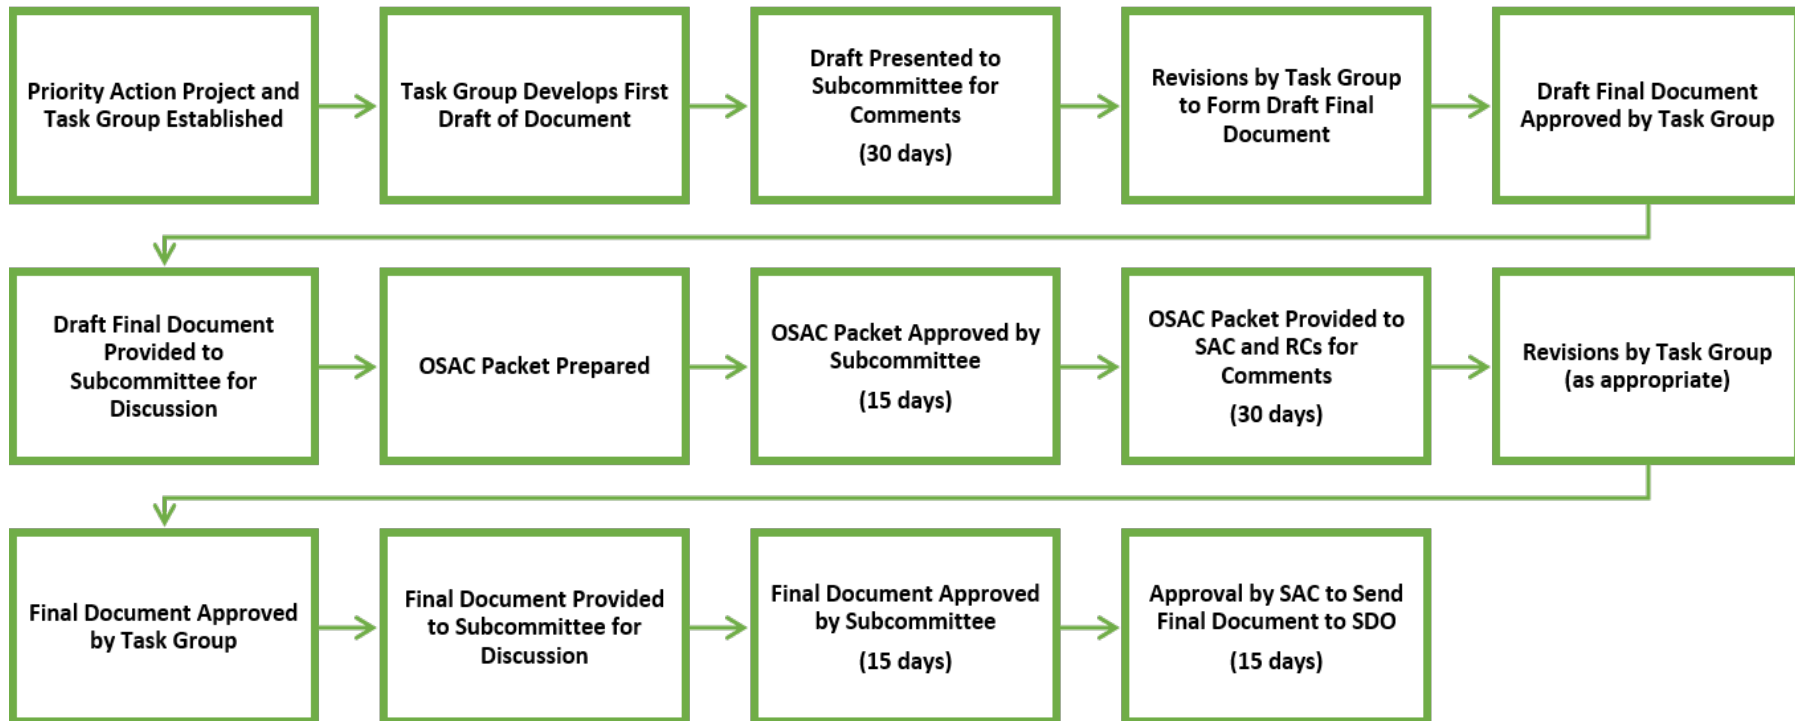 Priority Action Project and
Task Group Established
Task Group Develops First
Draft of Document
Draft Presented to
Subcommittee for
Comments
(30 days)
Revisions by Task Group
to Form Draft Final
Document
Draft Final Document
Approved by Task Group
Draft Final Document
Provided to
Subcommittee for
Discussion
OSAC Packet Prepared
OSAC Packet Approved by
Subcommittee
(15 days)
OSAC Packet Provided to
SAC and RCs for
Comments
(30 days)
Revisions by Task Group
(as appropriate)
Final Document Approved
by Task Group
Final Document Provided
to Subcommittee for
Discussion
Final Document Approved
by Subcommittee
(15 days)
Approval by SAC to Send
Final Document to SDO
(15 days)